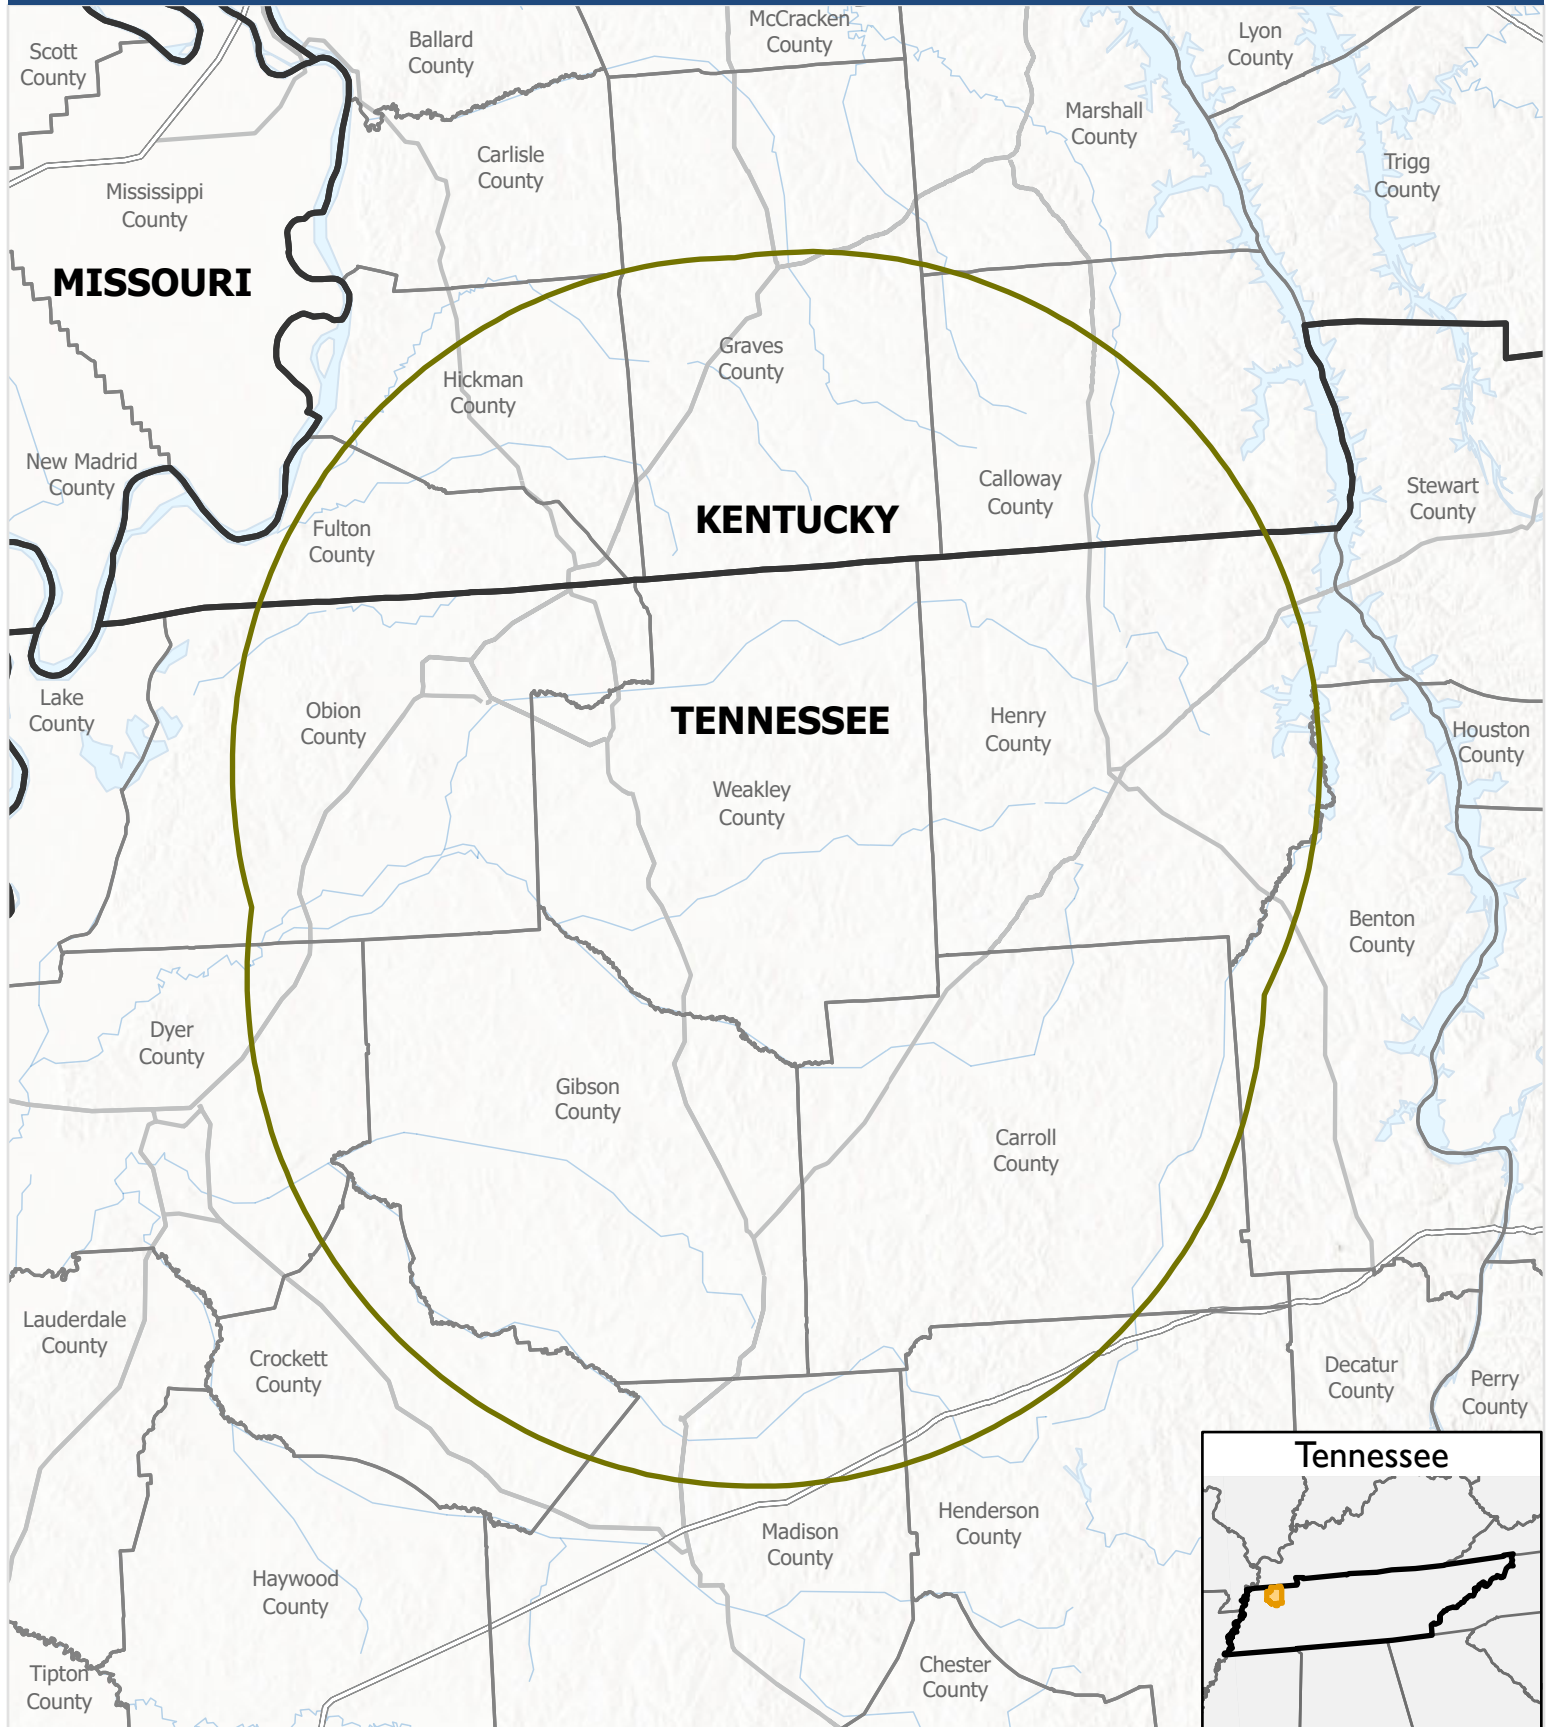 McCracken
County
Lyon
County
Ballard
County
Scott
County
Marshall
County
Carlisle
County
Trigg
County
Mississippi
County
MISSOURI
Graves
County
Hickman
County
New Madrid
County
Calloway
County
Stewart
County
KENTUCKY
Fulton
County
Lake
County
Obion
County
TENNESSEE
Henry
County
Houston
County
Weakley
County
Benton
County
Dyer
County
Gibson
County
Carroll
County
Lauderdale
County
Crockett
County
Decatur
County
Perry
County
Tennessee
Henderson
County
Madison
County
Haywood
County
Chester
County
Tipton
County